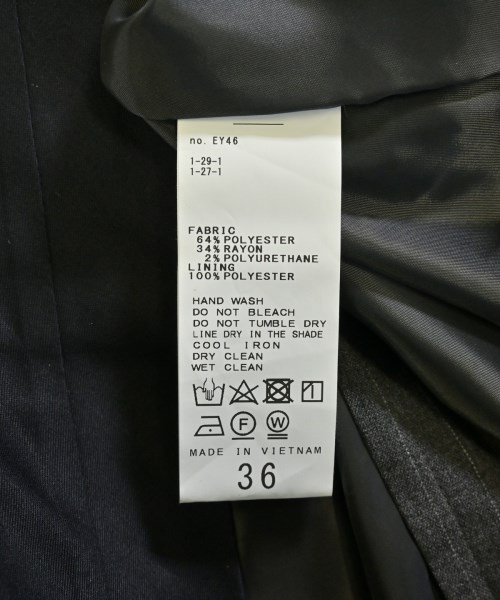 no. EY46
1-29-1
1-27-1
FABRIC
64% POLYESTER
34% RAYON
2% POLYURETHANE
LINING
100% POLYESTER
HAND WASH
DO NOT BLEACH
DO NOT TUMBLE DRY
LINE DRY IN THE SHADE
COOL IRON
DRY CLEAN
WET CLEAN
F W
MADE IN VIETNAM
36